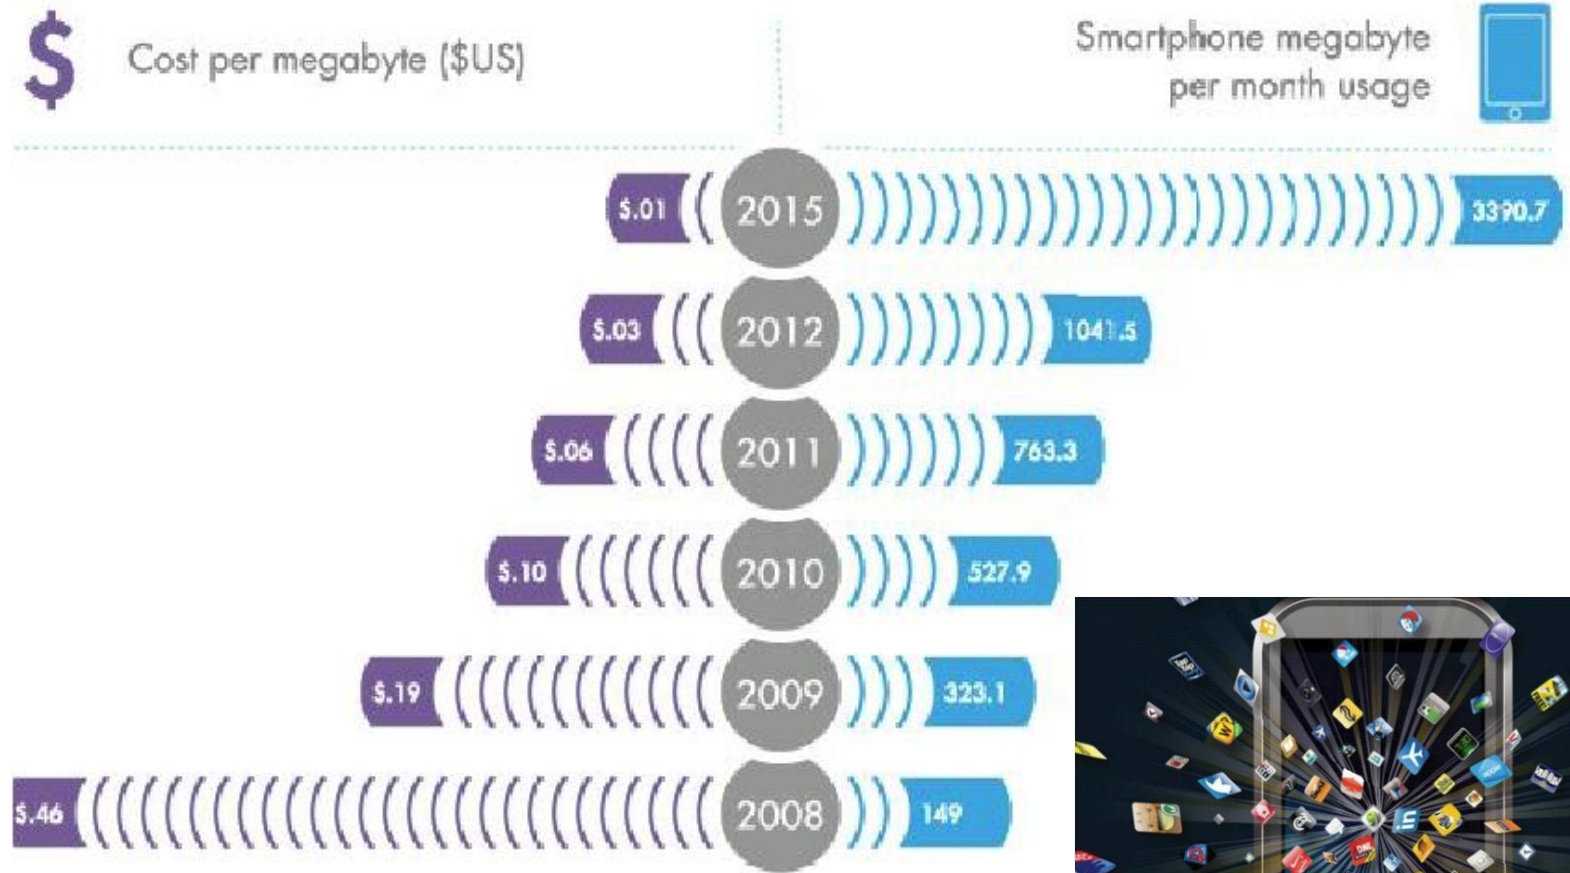 $
Cost per megabyte ($US)
Smartphone megabyte
per month usage
$.01 2015 3390.7
$.03 2012 1041.5
$.06 2011 763.3
$.10 2010 527.9
$.19 2009 323.1
$.46 2008 149
in